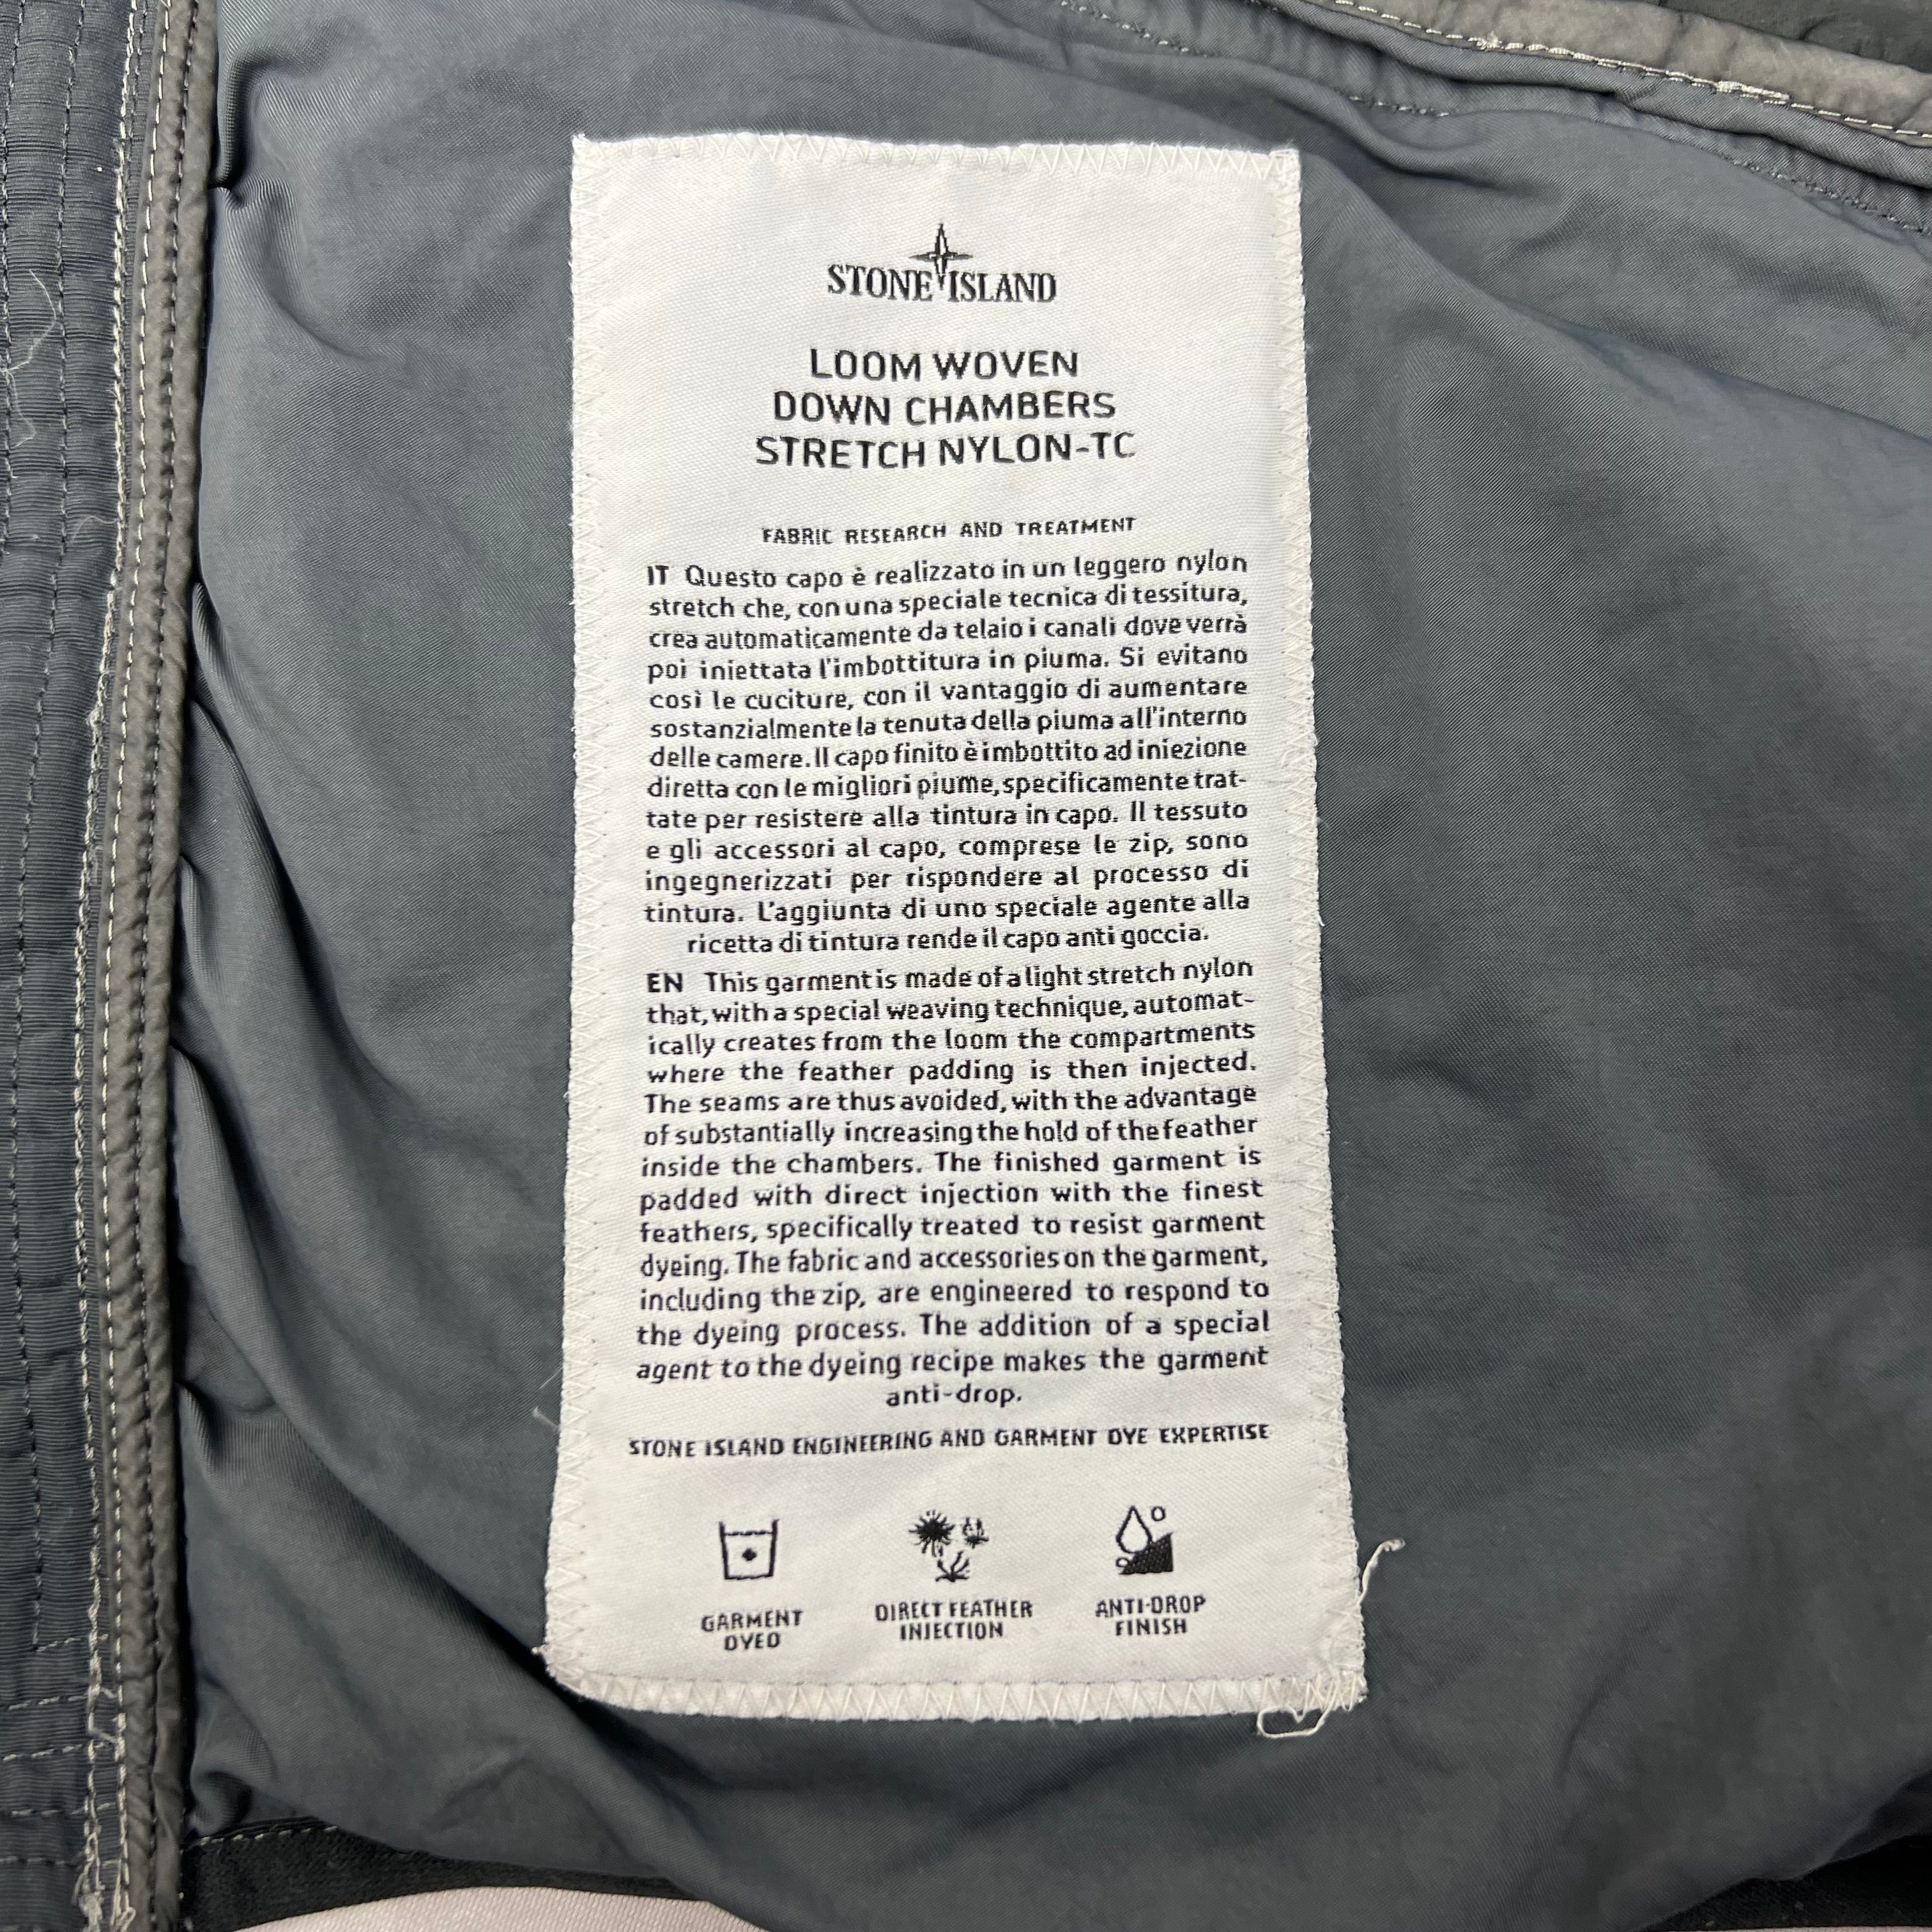 STONE ISLAND
LOOM WOVEN
DOWN CHAMBERS
STRETCH NYLON-TC
FABRIC RESEARCH AND TREATMENT
IT Questo capo è realizzato in un leggero nylon
stretch che, con una speciale tecnica di tessitura,
crea automaticamente da telaio i canali dove verrà
poi iniettata l'imbottitura in piuma. Si evitano
così le cuciture, con il vantaggio di aumentare
sostanzialmente la tenuta della piuma all'interno
delle camere. Il capo finito è imbottito ad iniezione
diretta con le migliori piume, specificamente trat-
tate per resistere alla tintura in capo. Il tessuto
e gli accessori al capo, comprese le zip, sono
ingegnerizzati per rispondere al processo di
tintura. L'aggiunta di uno speciale agente alla
ricetta di tintura rende il capo anti goccia.
EN This garment is made of a light stretch nylon
that, with a special weaving technique, automat-
ically creates from the loom the compartments
where the feather padding is then injected.
The seams are thus avoided, with the advantage
of substantially increasing the hold of the feather
inside the chambers. The finished garment is
padded with direct injection with the finest
feathers, specifically treated to resist garment
dyeing. The fabric and accessories on the garment,
including the zip, are engineered to respond to
the dyeing process. The addition of a special
agent to the dyeing recipe makes the garment
anti-drop.
STONE ISLAND ENGINEERING AND GARMENT DYE EXPERTISE
GARMENT
DYED
DIRECT FEATHER
INJECTION
ANTI-DROP
FINISH